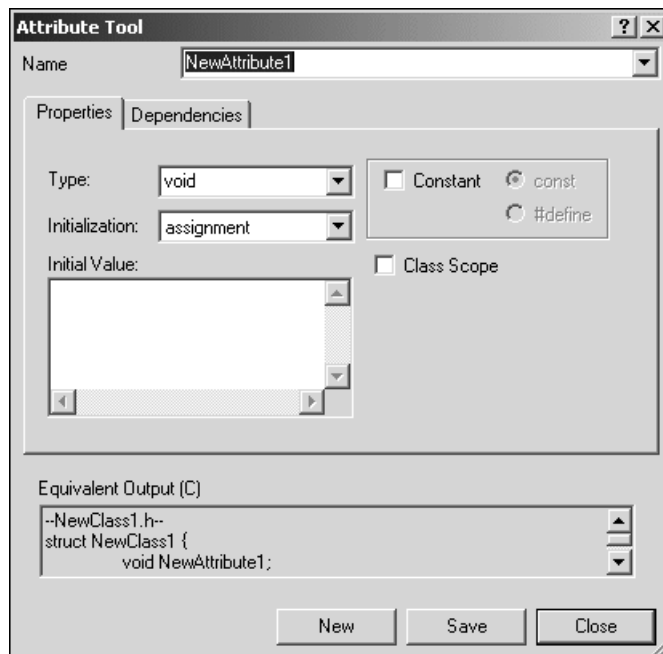 Attribute Tool
Name NewAttribute1
Properties Dependencies
Type: void Constant const
#define
Initialization: assignment
Initial Value: Class Scope
Equivalent Output (C)
--NewClass1.h--
struct NewClass1 {
void NewAttribute1;
New Save Close